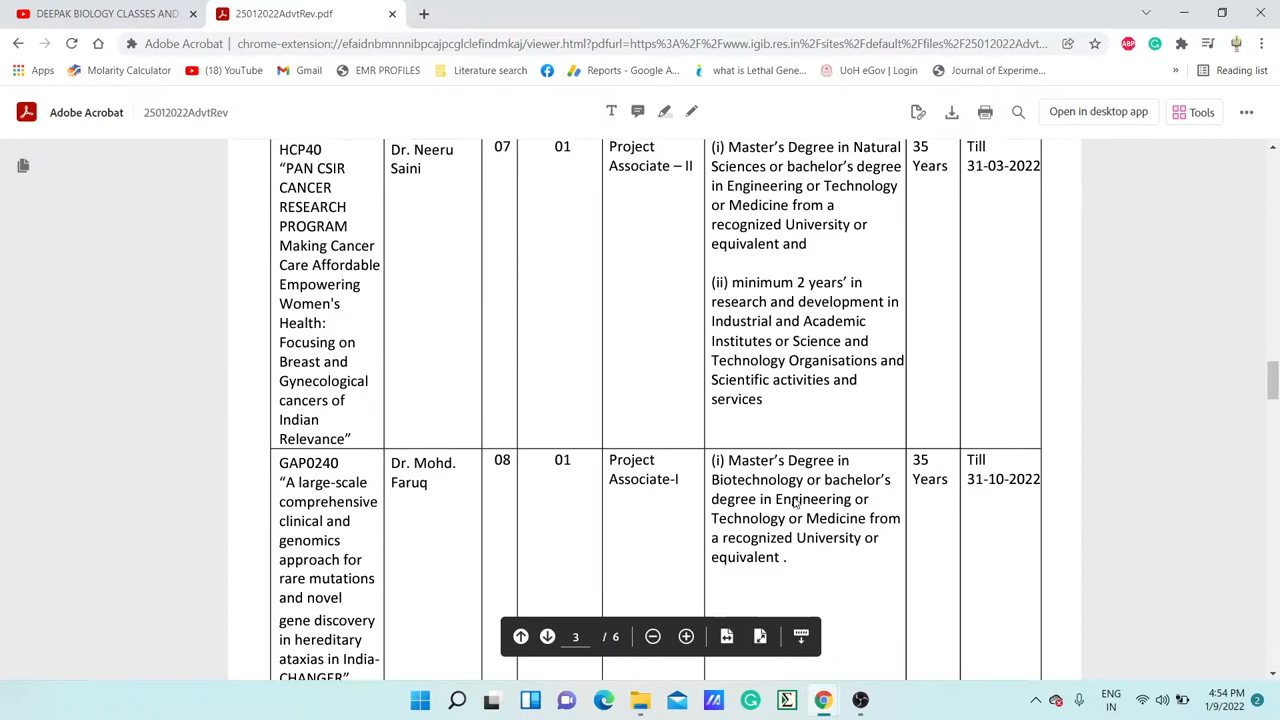 DEEPAK BIOLOGY CLASSES AND
25012022AdvtRev.pdf
Adobe Acrobat
chrome-extension://efaidnbmnnnibpcajpcglclefindmkaj/viewer.html?pdfurl=https%3A%2F%2Fwww.igib.res.in%2Fsites%2Fdefault%2Ffiles%2F25012022Advt...
Apps
Molarity Calculator
(18) YouTube
Gmail
EMR PROFILES
Literature search
Reports - Google A...
what is Lethal Gene...
UoH eGov | Login
Journal of Experime...
»
Reading list
Adobe Acrobat
25012022AdvtRev
Open in desktop app
Tools
HCP40
“PAN CSIR
CANCER
RESEARCH
PROGRAM
Making Cancer
Care Affordable
Empowering
Women's
Health:
Focusing on
Breast and
Gynecological
cancers of
Indian
Relevance”
Dr. Neeru
Saini
07
01
Project
Associate – II
(i) Master’s Degree in Natural
Sciences or bachelor’s degree
in Engineering or Technology
or Medicine from a
recognized University or
equivalent and
(ii) minimum 2 years’ in
research and development in
Industrial and Academic
Institutes or Science and
Technology Organisations and
Scientific activities and
services
35
Years
Till
31-03-2022
GAP0240
“A large-scale
comprehensive
clinical and
genomics
approach for
rare mutations
and novel
gene discovery
in hereditary
ataxias in India-
CHANGER”
Dr. Mohd.
Faruq
08
01
Project
Associate-I
(i) Master’s Degree in
Biotechnology or bachelor’s
degree in Engineering or
Technology or Medicine from
a recognized University or
equivalent .
35
Years
Till
31-10-2022
3 / 6
ENG
IN
4:54 PM
1/9/2022
2